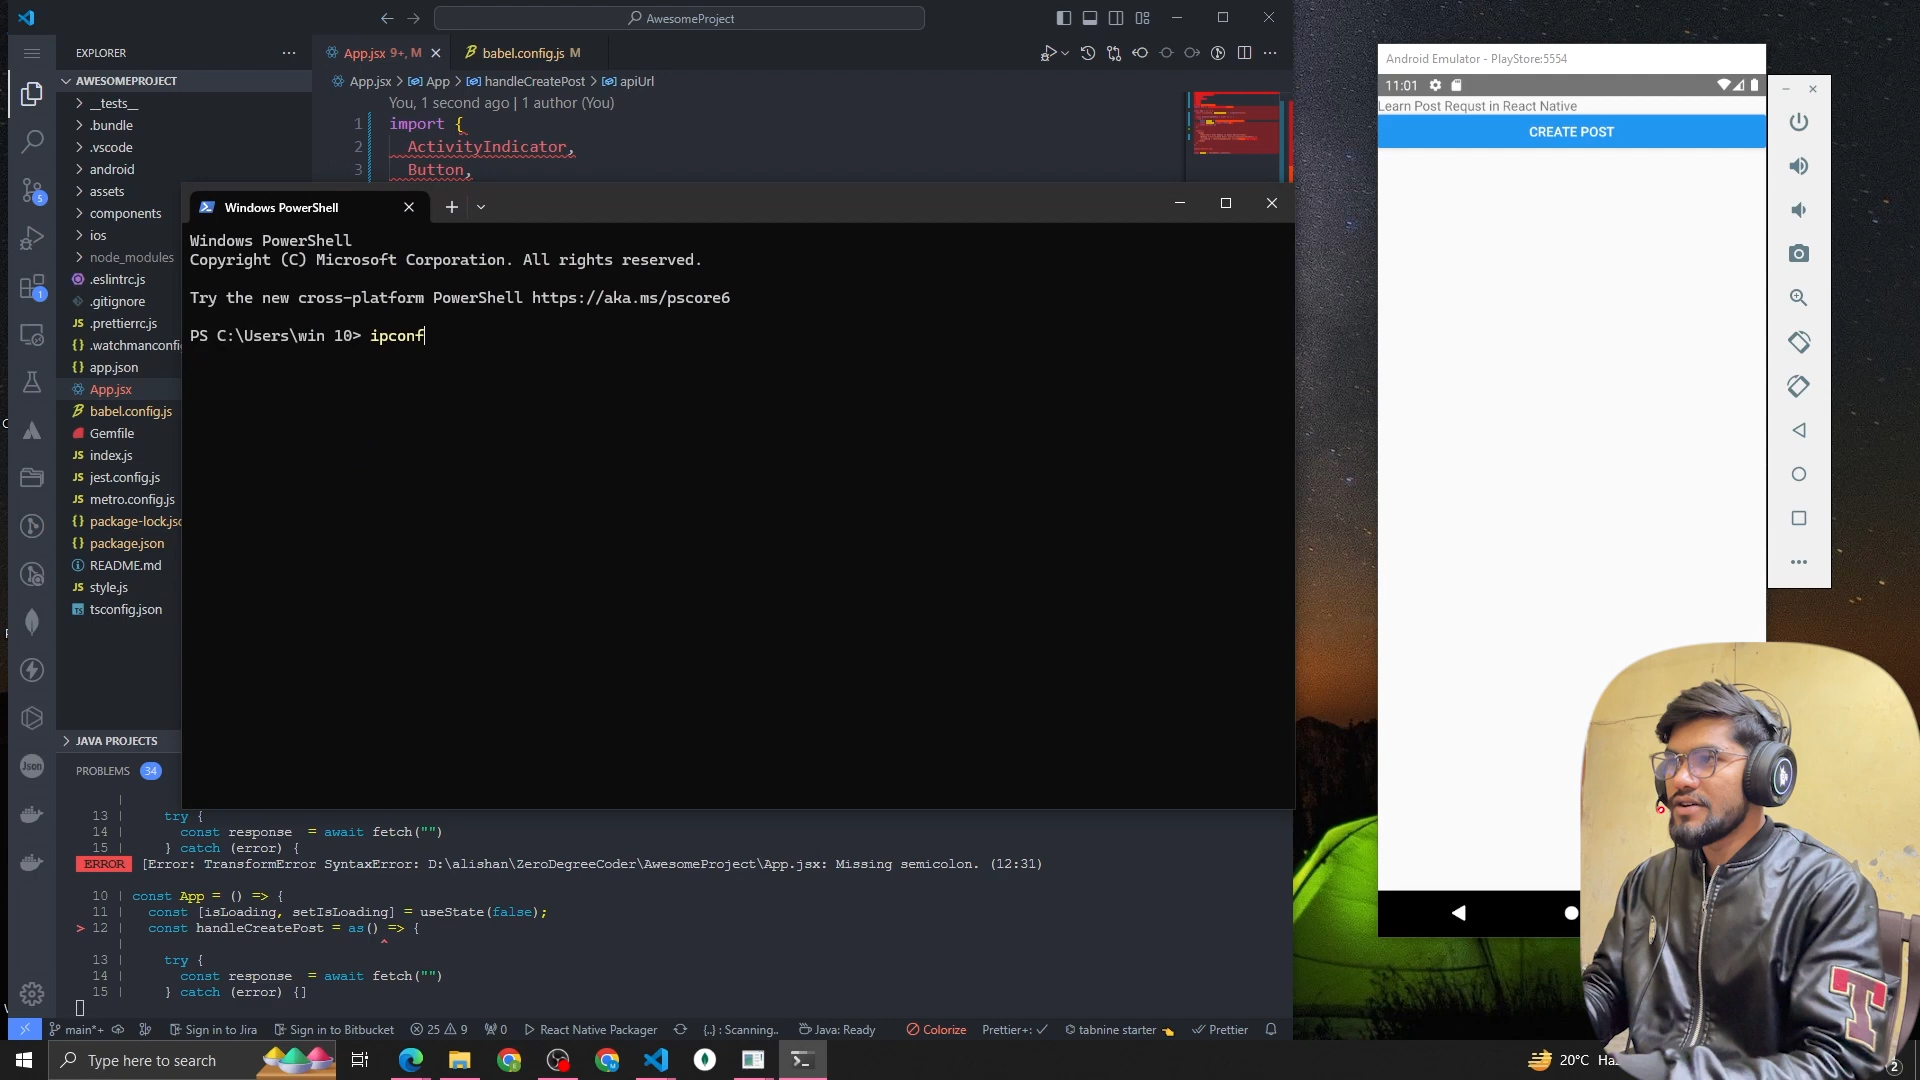 AwesomeProject
EXPLORER
App.jsx 9+, M
babel.config.js M
AWESOMEPROJECT
App.jsx > App > handleCreatePost > apiUrl
__tests__
.bundle
.vscode
android
assets
components
ios
node_modules
.eslintrc.js
.gitignore
.prettierrc.js
.watchmanconfi
app.json
App.jsx
babel.config.js
Gemfile
index.js
jest.config.js
metro.config.js
package-lock.jsc
package.json
README.md
style.js
tsconfig.json
JAVA PROJECTS
5
1
Json
You, 1 second ago | 1 author (You)
1 import {
2 ActivityIndicator,
3 Button,
Windows PowerShell
Windows PowerShell
Copyright (C) Microsoft Corporation. All rights reserved.
Try the new cross-platform PowerShell https://aka.ms/pscore6
PS C:\Users\win 10> ipconf
PROBLEMS 34
|
13 | try {
14 | const response = await fetch("")
15 | } catch (error) {
ERROR [Error: TransformError SyntaxError: D:\alishan\ZeroDegreeCoder\AwesomeProject\App.jsx: Missing semicolon. (12:31)
10 | const App = () => {
11 | const [isLoading, setIsLoading] = useState(false);
> 12 | const handleCreatePost = as() => {
| ^
13 | try {
14 | const response = await fetch("")
15 | } catch (error) {]
main*+
Sign in to Jira
Sign in to Bitbucket
25 9
0
React Native Packager
{..} : Scanning..
Java: Ready
Colorize
Prettier+: ✓
tabnine starter
Prettier
Type here to search
20°C Ha
2
Android Emulator - PlayStore:5554
11:01
Learn Post Requst in React Native
CREATE POST
T